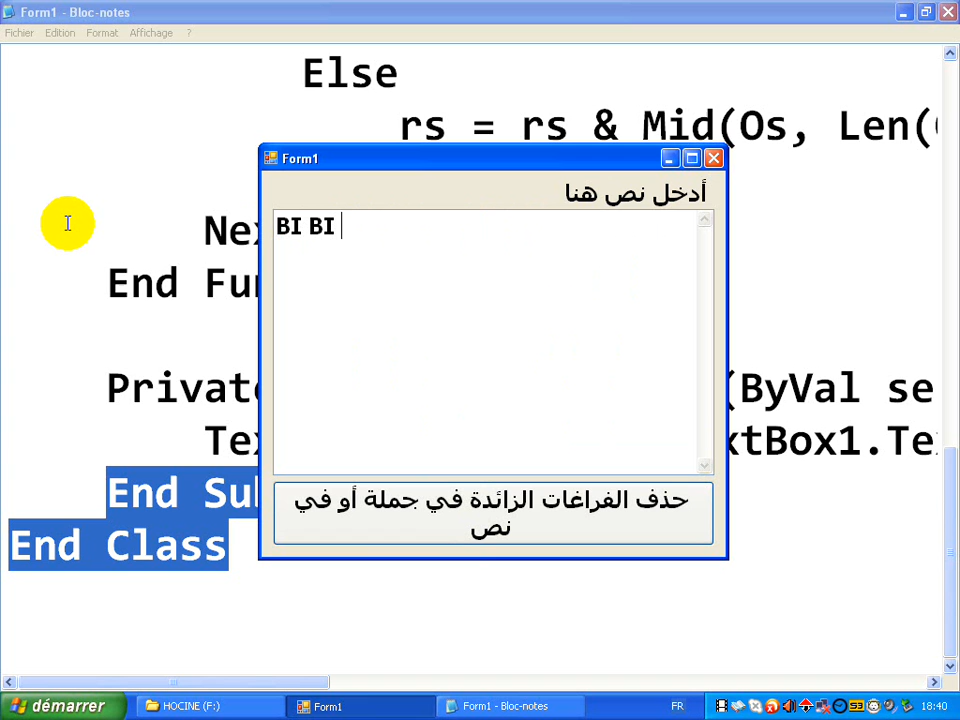 Form1 - Bloc-notes
Fichier Edition Format Affichage ?
Else
rs = rs & Mid(Os, Len(
Form1
أدخل نص هنا
BI BI
Nex
End Fun
Private
(ByVal se
Tex
xtBox1.Te
End Sub
حذف الفراغات الزائدة في جملة أو في
نص
End Class
démarrer
HOCINE (F:)
Form1
Form1 - Bloc-notes
FR
18:40